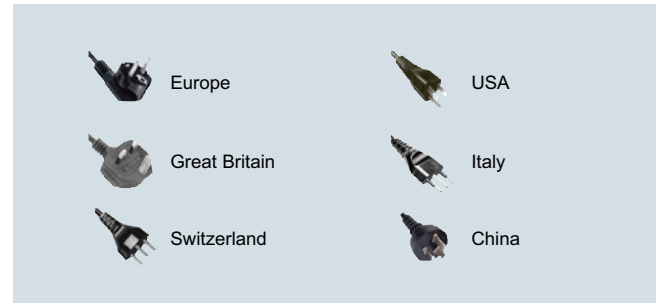 Europe
USA
Great Britain
Italy
Switzerland
China